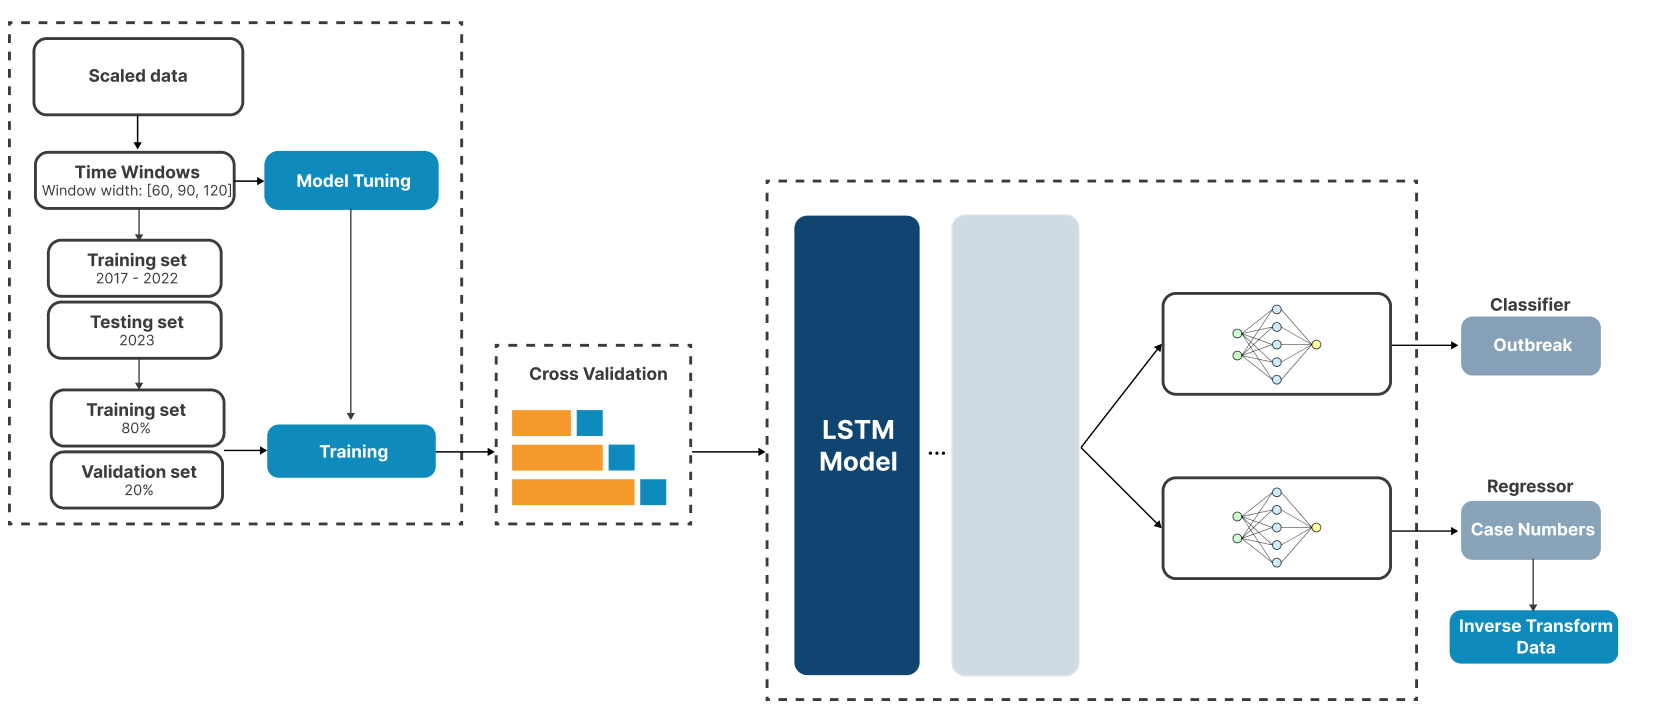 Scaled data
Time Windows
Window width: [60, 90, 120]
Model Tuning
Training set
2017 - 2022
Testing set
2023
Training set
80%
Validation set
20%
Training
Cross Validation
LSTM
Model
...
Classifier
Outbreak
Regressor
Case Numbers
Inverse Transform
Data